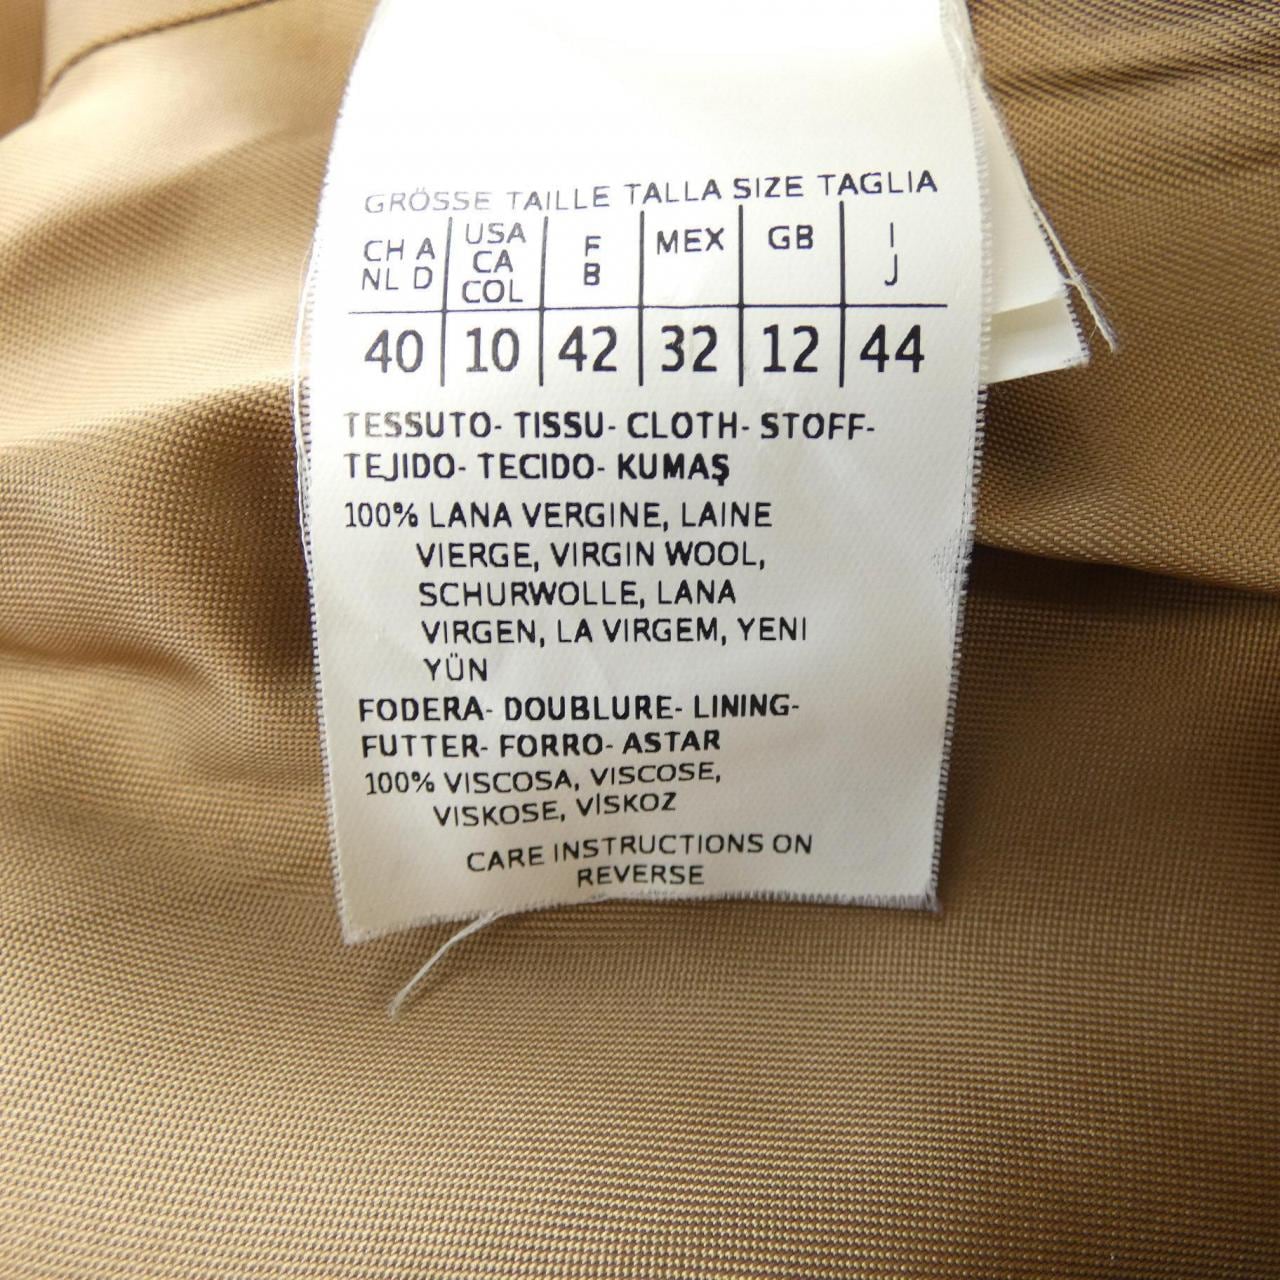 GRÖSSE TAILLE TALLA SIZE TAGLIA
CH A NL D | USA CA COL | F B | MEX | GB | I J
40 | 10 | 42 | 32 | 12 | 44
TESSUTO- TISSU- CLOTH- STOFF-
TEJIDO- TECIDO- KUMAŞ
100% LANA VERGINE, LAINE
VIERGE, VIRGIN WOOL,
SCHURWOLLE, LANA
VIRGEN, LA VIRGEM, YENI
YÜN
FODERA- DOUBLURE- LINING-
FUTTER- FORRO- ASTAR
100% VISCOSA, VISCOSE,
VISKOSE, VİSKOZ
CARE INSTRUCTIONS ON
REVERSE